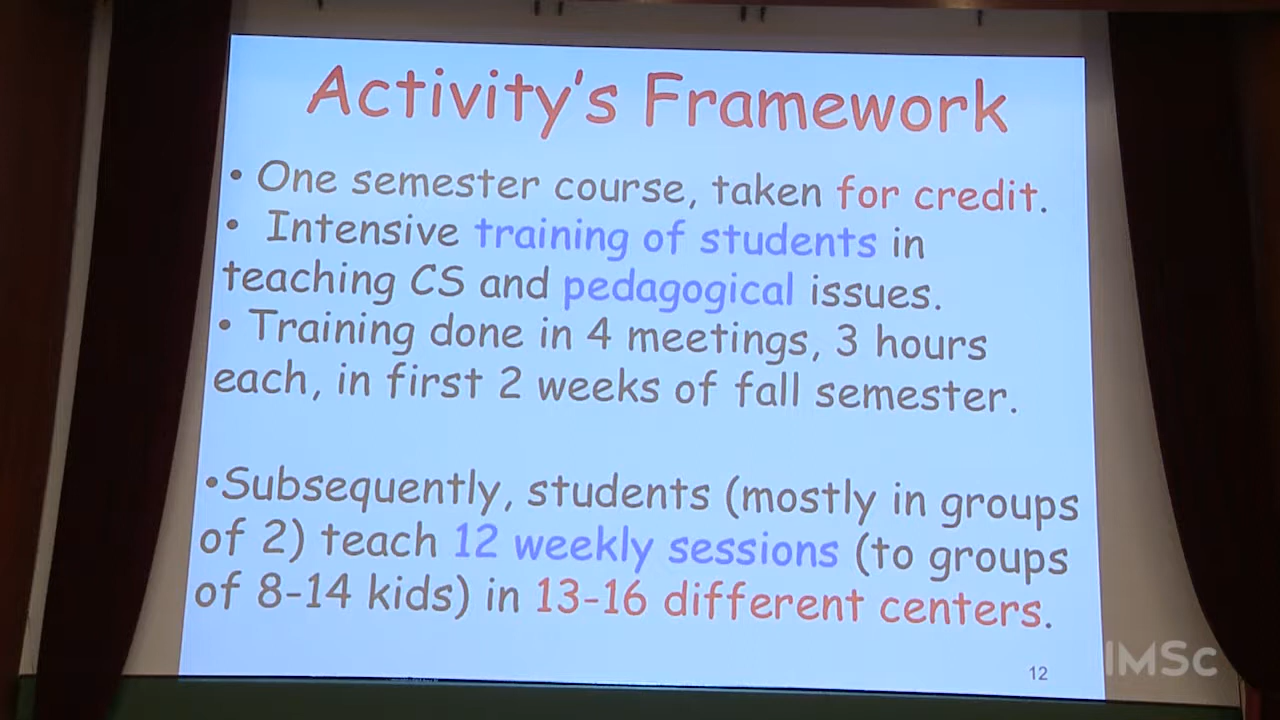 Activity's Framework
• One semester course, taken for credit.
• Intensive training of students in
teaching CS and pedagogical issues.
• Training done in 4 meetings, 3 hours
each, in first 2 weeks of fall semester.
•Subsequently, students (mostly in groups
of 2) teach 12 weekly sessions (to groups
of 8-14 kids) in 13-16 different centers.
12
IMSc